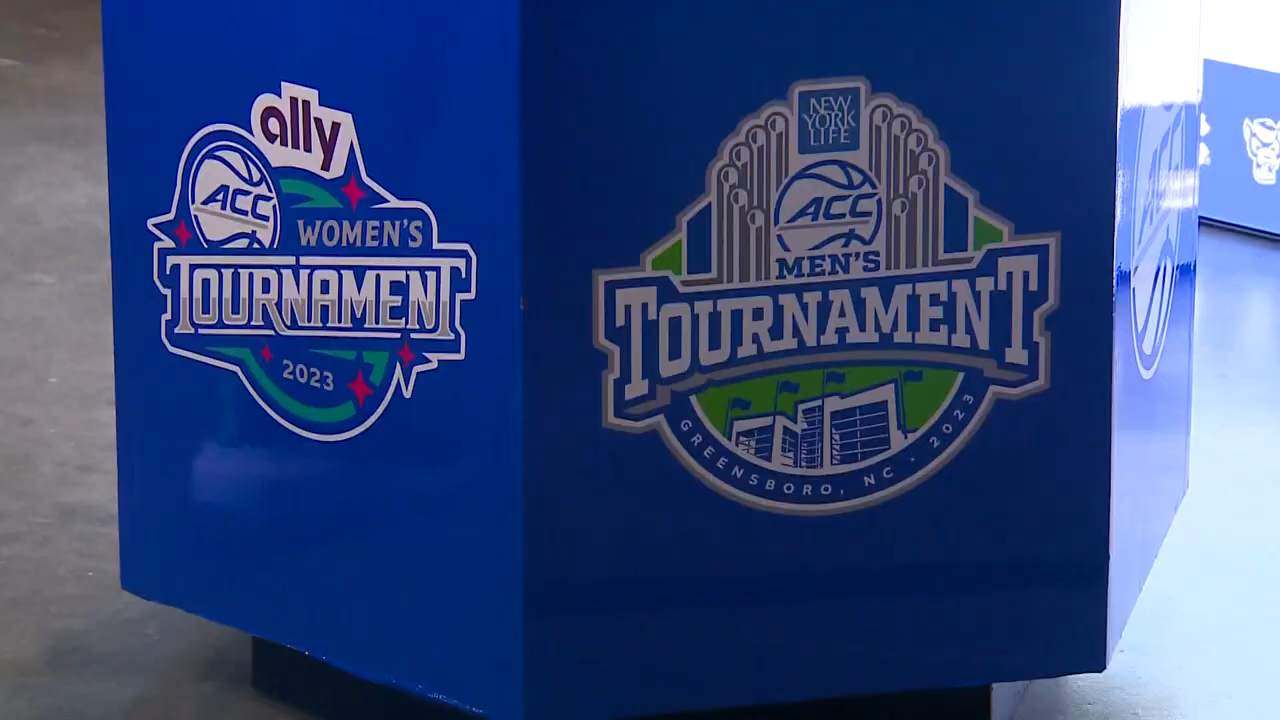 ally
ACC
WOMEN'S
TOURNAMENT
2023
NEW
YORK
LIFE
ACC
MEN'S
TOURNAMENT
GREENSBORO, NC · 2023